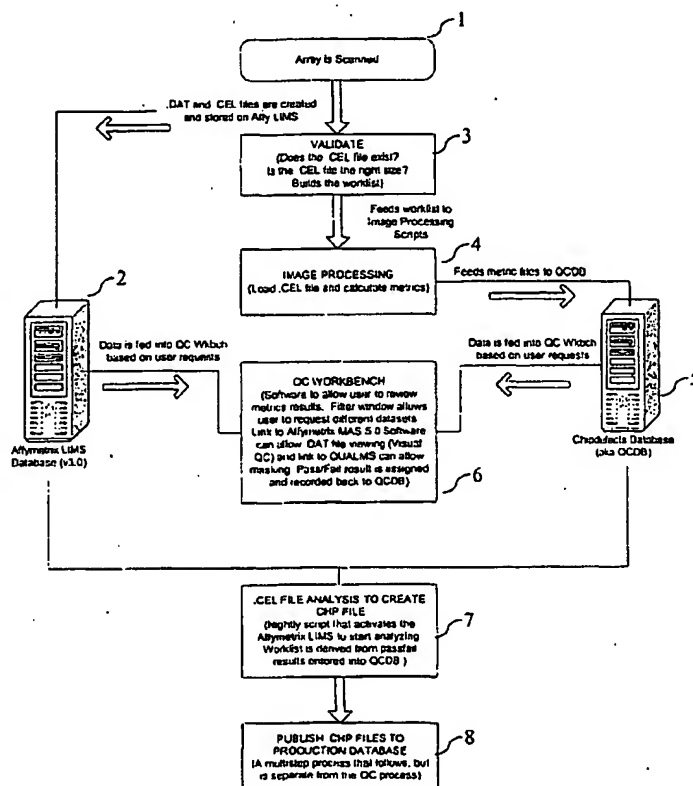 1
Array is Scanned
.DAT and .CEL files are created
and stored on Affy LIMS
3
VALIDATE
(Does the .CEL file exist?
Is the .CEL file the right size?
Builds the worklist)
Feeds worklist to
Image Processing
Scripts
4
IMAGE PROCESSING
(Load .CEL file and calculate metrics)
Feeds metric files to QCDB
2
Data is fed into QC Wkbch
based on user requests
Data is fed into QC Wkbch
based on user requests
5
Affymetrix LIMS
Database (v3.0)
QC WORKBENCH
(Software to allow user to review
metrics results. Filter window allows
user to request different datasets
Link to Affymetrix MAS 5.0 Software
can allow .DAT file viewing (Visual
QC) and link to QUALMS can allow
masking. Pass/Fail result is assigned
and recorded back to QCDB)
6
Chipdefects Database
(aka QCDB)
.CEL FILE ANALYSIS TO CREATE
CHP FILE
(Nightly script that activates the
Affymetrix LIMS to start analyzing
Worklist is derived from pass/fail
results entered into QCDB )
7
PUBLISH CHP FILES TO
PRODUCTION DATABASE
(A multistep process that follows, but
is separate from the QC process)
8